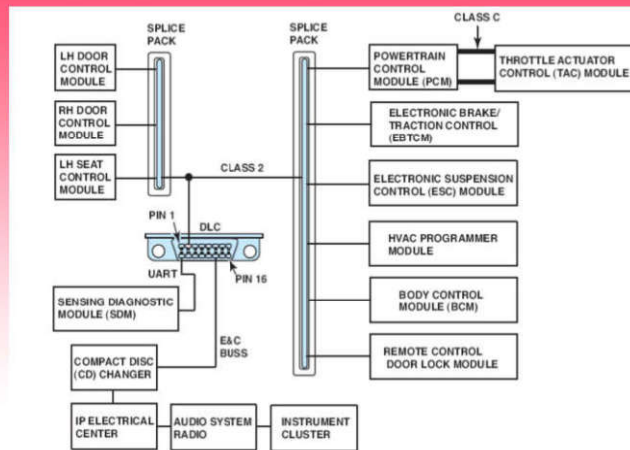 SPLICE
PACK
LH DOOR
CONTROL
MODULE
RH DOOR
CONTROL
MODULE
LH SEAT
CONTROL
MODULE
CLASS 2
PIN 1
DLC
UART
PIN 16
SENSING DIAGNOSTIC
MODULE (SDM)
E&C
BUSS
COMPACT DISC
(CD) CHANGER
IP ELECTRICAL
CENTER
AUDIO SYSTEM
RADIO
INSTRUMENT
CLUSTER
SPLICE
PACK
CLASS C
POWERTRAIN
CONTROL
MODULE (PCM)
THROTTLE ACTUATOR
CONTROL (TAC) MODULE
ELECTRONIC BRAKE/
TRACTION CONTROL
(EBTCM)
ELECTRONIC SUSPENSION
CONTROL (ESC) MODULE
HVAC PROGRAMMER
MODULE
BODY CONTROL
MODULE (BCM)
REMOTE CONTROL
DOOR LOCK MODULE